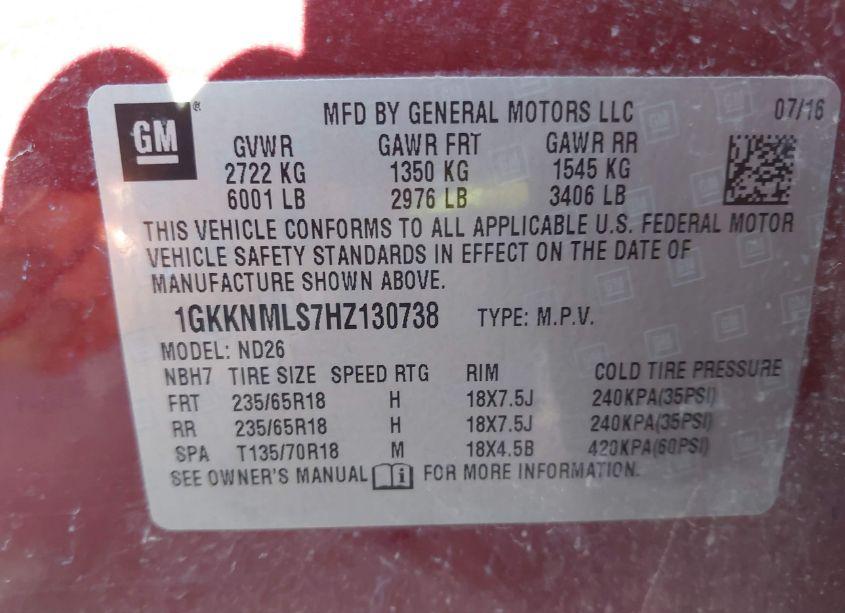 GM ® MFD BY GENERAL MOTORS LLC 07/16
GVWR GAWR FRT GAWR RR
2722 KG 1350 KG 1545 KG
6001 LB 2976 LB 3406 LB
THIS VEHICLE CONFORMS TO ALL APPLICABLE U.S. FEDERAL MOTOR
VEHICLE SAFETY STANDARDS IN EFFECT ON THE DATE OF
MANUFACTURE SHOWN ABOVE.
1GKKNMLS7HZ130738 TYPE: M.P.V.
MODEL: ND26
NBH7 TIRE SIZE SPEED RTG RIM COLD TIRE PRESSURE
FRT 235/65R18 H 18X7.5J 240KPA(35PSI)
RR 235/65R18 H 18X7.5J 240KPA(35PSI)
SPA T135/70R18 M 18X4.5B 420KPA(60PSI)
SEE OWNER'S MANUAL i FOR MORE INFORMATION.